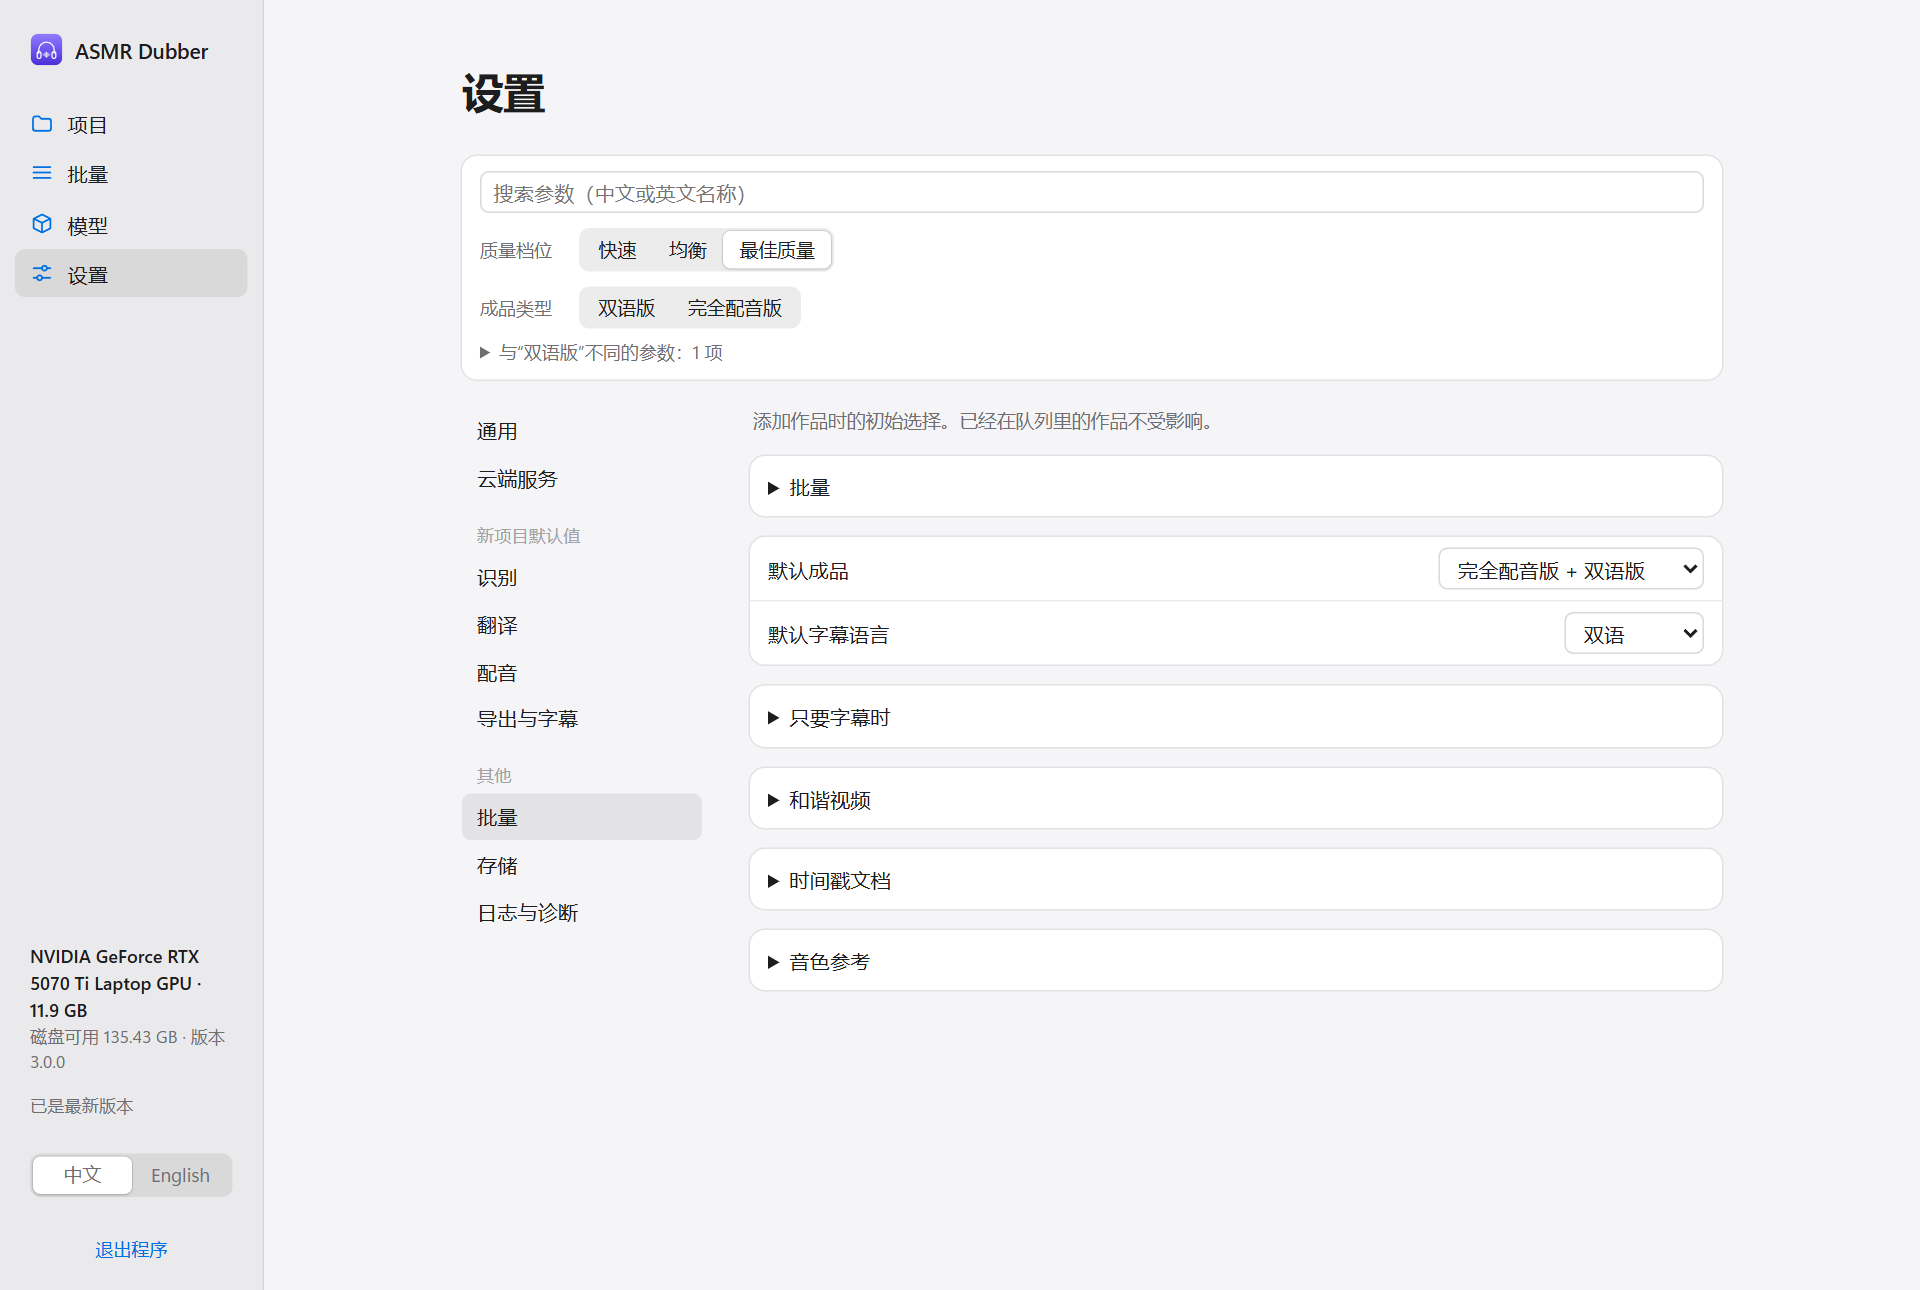 ASMR Dubber
项目
批量
模型
设置
NVIDIA GeForce RTX
5070 Ti Laptop GPU ·
11.9 GB
磁盘可用 135.43 GB · 版本
3.0.0
已是最新版本
中文
English
退出程序
设置
搜索参数（中文或英文名称）
质量档位
快速
均衡
最佳质量
成品类型
双语版
完全配音版
与“双语版”不同的参数：1 项
通用
云端服务
新项目默认值
识别
翻译
配音
导出与字幕
其他
批量
存储
日志与诊断
添加作品时的初始选择。已经在队列里的作品不受影响。
批量
默认成品
完全配音版 + 双语版
默认字幕语言
双语
只要字幕时
和谐视频
时间戳文档
音色参考